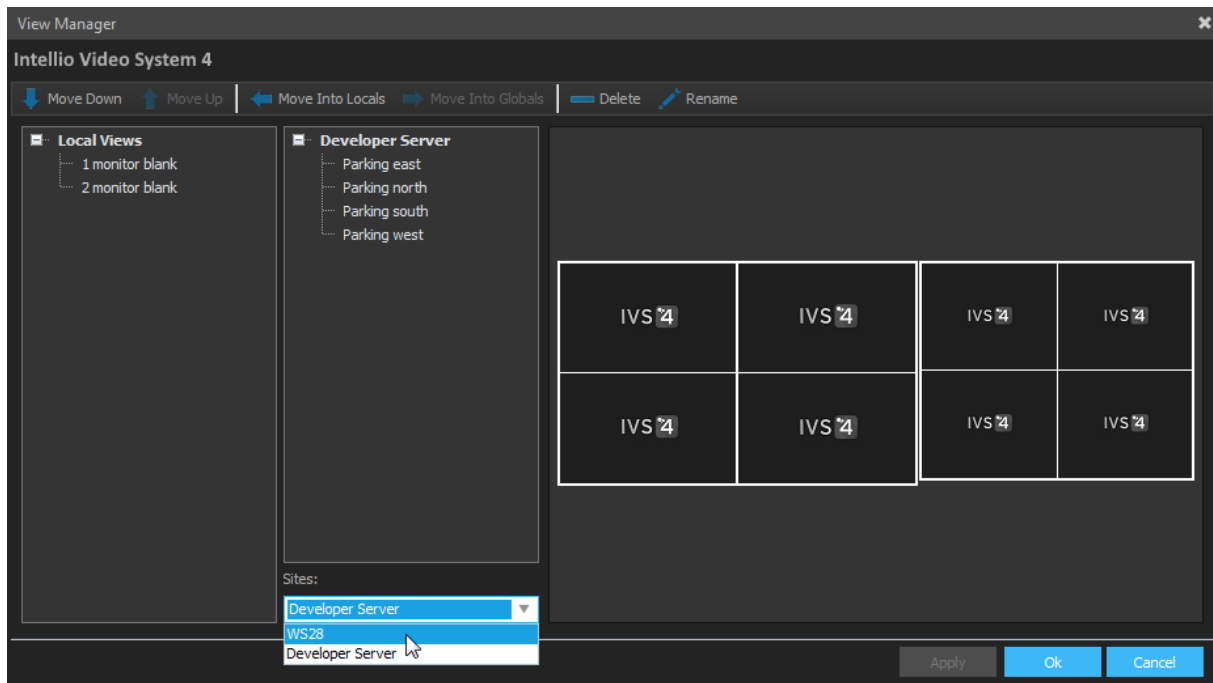 View Manager
Intellio Video System 4
Move Down Move Up Move Into Locals Move Into Globals Delete Rename
Local Views
1 monitor blank
2 monitor blank
Developer Server
Parking east
Parking north
Parking south
Parking west
IVS 4 IVS 4 IVS 4 IVS 4
IVS 4 IVS 4 IVS 4 IVS 4
Sites:
Developer Server
WS28
Developer Server
Apply Ok Cancel